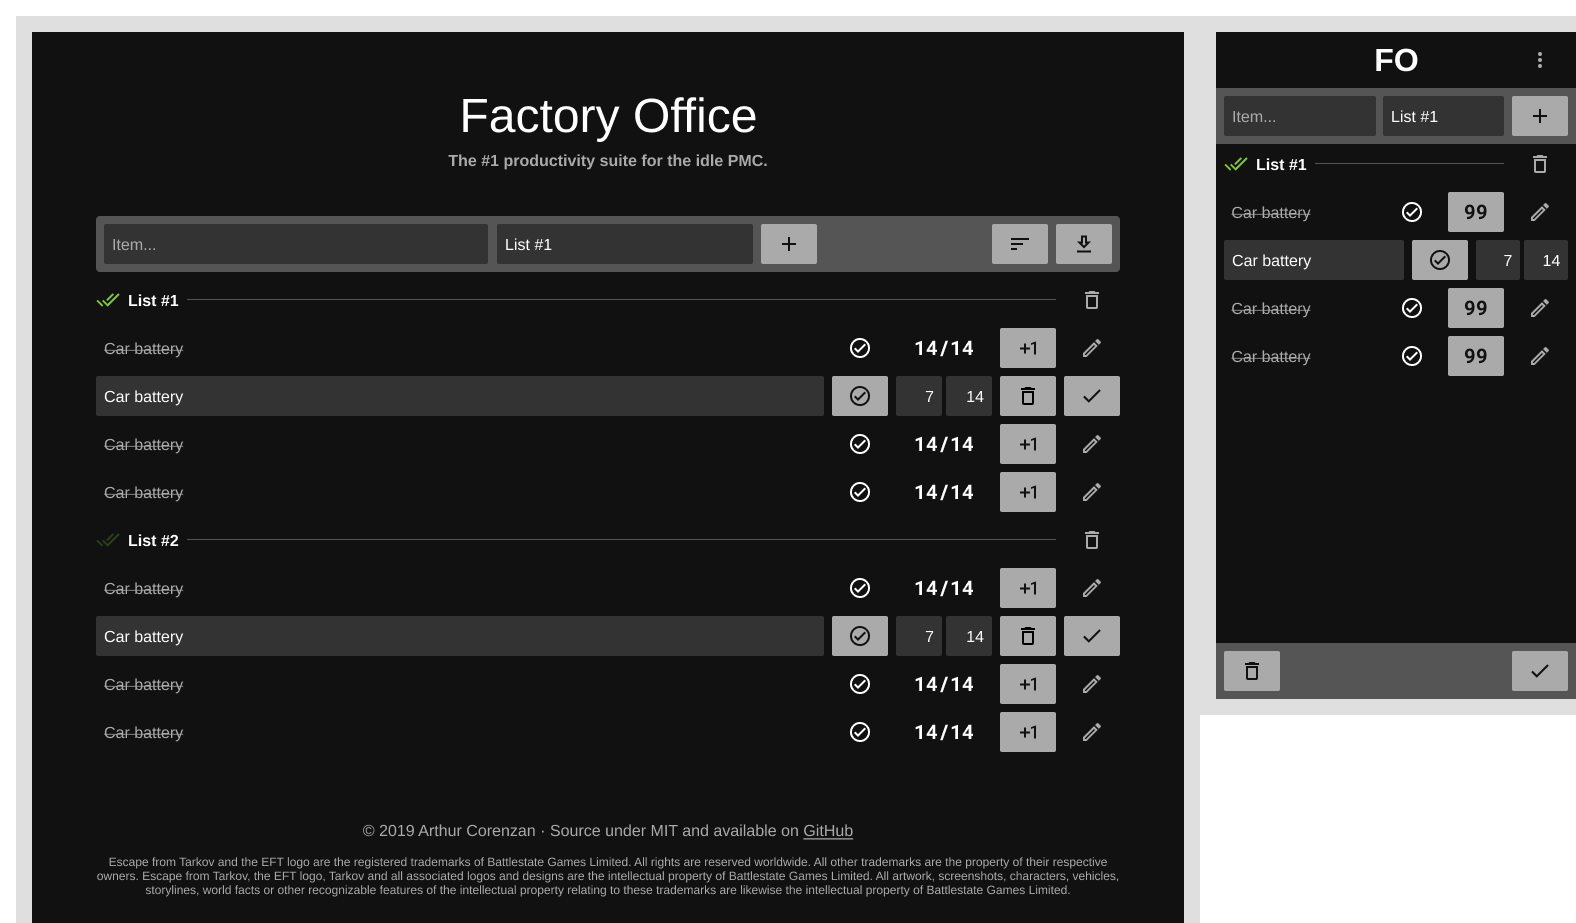 Factory Office
The #1 productivity suite for the idle PMC.
Item... List #1
List #1
Car battery 14/14 +1
Car battery 7 14
Car battery 14/14 +1
Car battery 14/14 +1
List #2
Car battery 14/14 +1
Car battery 7 14
Car battery 14/14 +1
Car battery 14/14 +1
© 2019 Arthur Corenzan · Source under MIT and available on GitHub
Escape from Tarkov and the EFT logo are the registered trademarks of Battlestate Games Limited. All rights are reserved worldwide. All other trademarks are the property of their respective
owners. Escape from Tarkov, the EFT logo, Tarkov and all associated logos and designs are the intellectual property of Battlestate Games Limited. All artwork, screenshots, characters, vehicles,
storylines, world facts or other recognizable features of the intellectual property relating to these trademarks are likewise the intellectual property of Battlestate Games Limited.
FO
Item... List #1
List #1
Car battery 99
Car battery 7 14
Car battery 99
Car battery 99